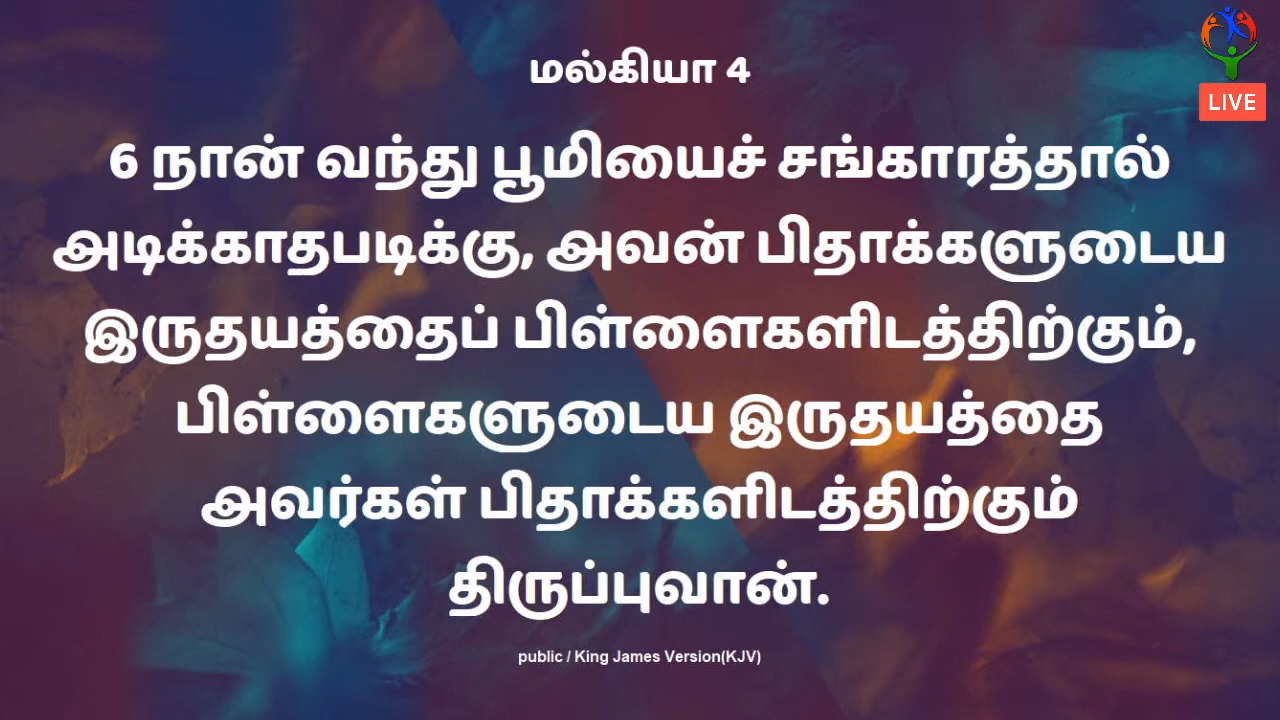 மல்கியா 4
LIVE
6 நான் வந்து பூமியைச் சங்காரத்தால்
அடிக்காதபடிக்கு, அவன் பிதாக்களுடைய
இருதயத்தைப் பிள்ளைகளிடத்திற்கும்,
பிள்ளைகளுடைய இருதயத்தை
அவர்கள் பிதாக்களிடத்திற்கும்
திருப்புவான்.
public / King James Version(KJV)